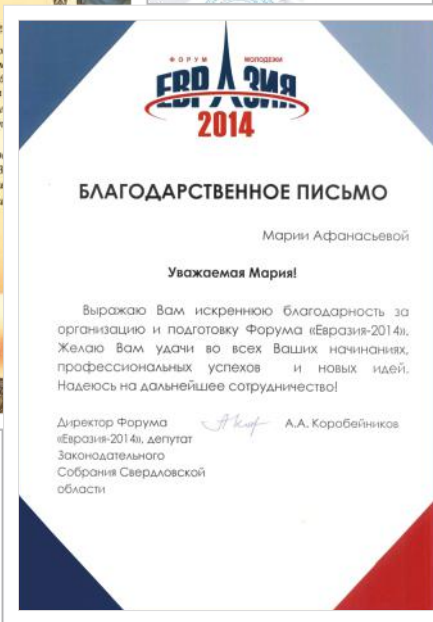 ФОРУМ МОЛОДЕЖИ
ЕВРАЗИЯ
2014
БЛАГОДАРСТВЕННОЕ ПИСЬМО
Марии Афанасьевой
Уважаемая Мария!
Выражаю Вам искреннюю благодарность за
организацию и подготовку Форума «Евразия-2014».
Желаю Вам удачи во всех Ваших начинаниях,
профессиональных успехов и новых идей.
Надеюсь на дальнейшее сотрудничество!
Директор Форума А.А. Коробейников
«Евразия-2014», депутат
Законодательного
Собрания Свердловской
области